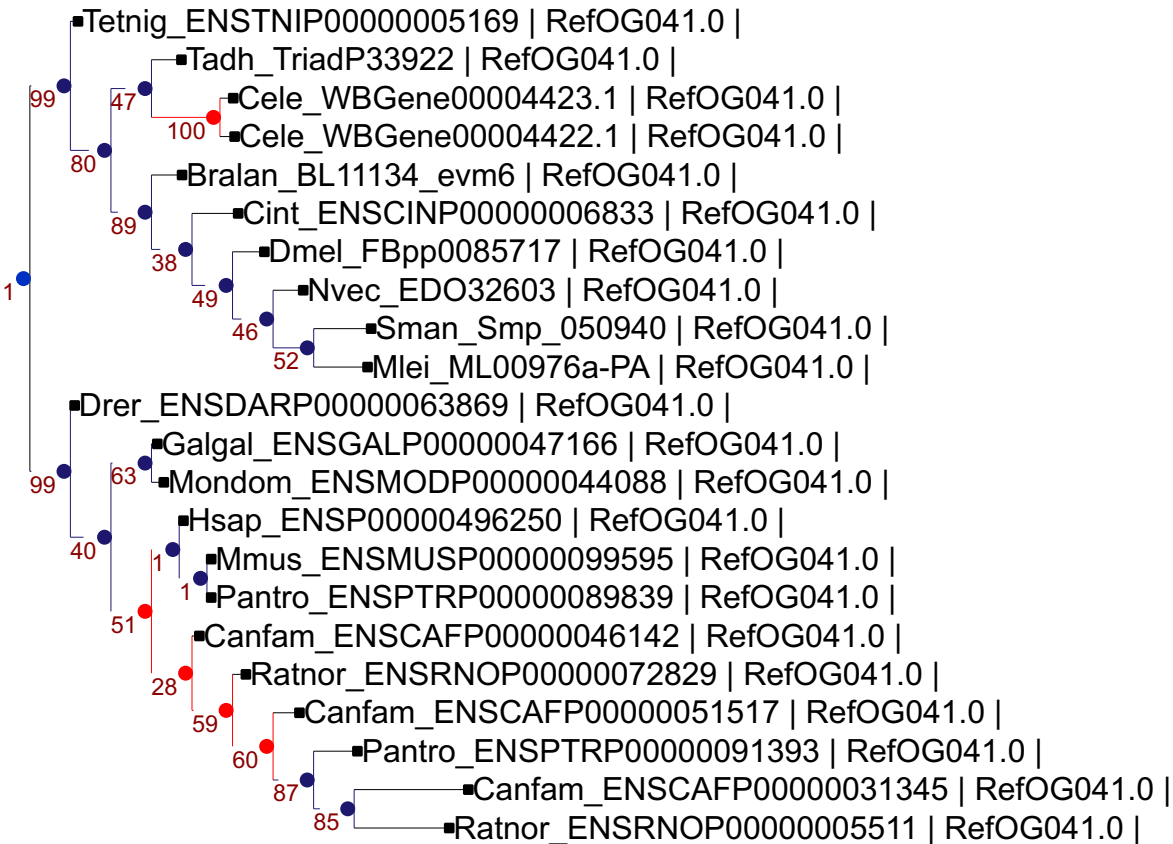 Tetnig_ENSTNIP00000005169 | RefOG041.0 |
Tadh_TriadP33922 | RefOG041.0 |
99
47
Cele_WBGene00004423.1 | RefOG041.0 |
100
Cele_WBGene00004422.1 | RefOG041.0 |
80
Bralan_BL11134_evm6 | RefOG041.0 |
89
Cint_ENSCINP00000006833 | RefOG041.0 |
38
Dmel_FBpp0085717 | RefOG041.0 |
1
49
Nvec_EDO32603 | RefOG041.0 |
46
Sman_Smp_050940 | RefOG041.0 |
52
Mlei_ML00976a-PA | RefOG041.0 |
Drer_ENSDARP00000063869 | RefOG041.0 |
Galgal_ENSGALP00000047166 | RefOG041.0 |
99
63
Mondom_ENSMODP00000044088 | RefOG041.0 |
Hsap_ENSP00000496250 | RefOG041.0 |
40
1
Mmus_ENSMUSP00000099595 | RefOG041.0 |
1
Pantro_ENSPTRP00000089839 | RefOG041.0 |
51
Canfam_ENSCAFP00000046142 | RefOG041.0 |
28
Ratnor_ENSRNOP00000072829 | RefOG041.0 |
59
Canfam_ENSCAFP00000051517 | RefOG041.0 |
60
Pantro_ENSPTRP00000091393 | RefOG041.0 |
87
Canfam_ENSCAFP00000031345 | RefOG041.0 |
85
Ratnor_ENSRNOP00000005511 | RefOG041.0 |